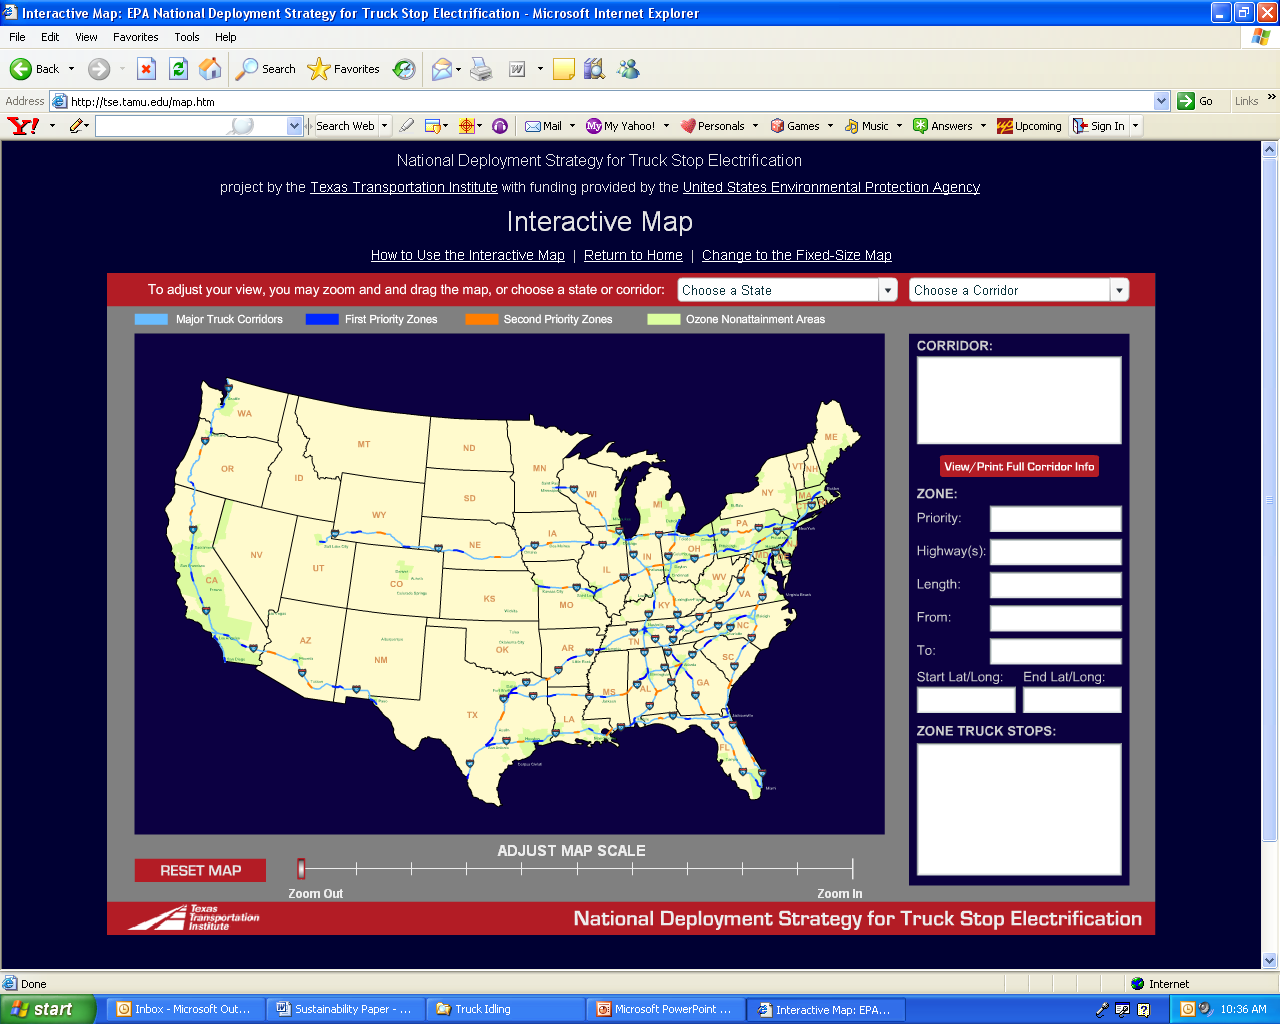 Interactive Map: EPA National Deployment Strategy for Truck Stop Electrification - Microsoft Internet Explorer
File Edit View Favorites Tools Help
Back Search Favorites
Address http://tse.tamu.edu/map.htm Go Links »
Y! Search Web Mail My Yahoo! Personals Games Music Answers Upcoming Sign In
National Deployment Strategy for Truck Stop Electrification
project by the Texas Transportation Institute with funding provided by the United States Environmental Protection Agency
Interactive Map
How to Use the Interactive Map | Return to Home | Change to the Fixed-Size Map
To adjust your view, you may zoom and and drag the map, or choose a state or corridor: Choose a State Choose a Corridor
Major Truck Corridors First Priority Zones Second Priority Zones Ozone Nonattainment Areas
WA
MT
ND
ME
OR
ID
MN
VT NH
SD
WI
MI
NY
MA
WY
PA
NE
IA
NV
UT
CO
CA
IL
IN
OH
MD
WV
VA
KS
MO
KY
AZ
NM
OK
AR
TN
NC
SC
TX
LA
MS
AL
GA
FL
CORRIDOR:
View/Print Full Corridor Info
ZONE:
Priority:
Highway(s):
Length:
From:
To:
Start Lat/Long: End Lat/Long:
ZONE TRUCK STOPS:
ADJUST MAP SCALE
RESET MAP
Zoom Out Zoom In
Texas
Transportation
Institute
National Deployment Strategy for Truck Stop Electrification
Done Internet
start Inbox - Microsoft Out... Sustainability Paper - ... Truck Idling Microsoft PowerPoint ... Interactive Map: EPA... 10:36 AM